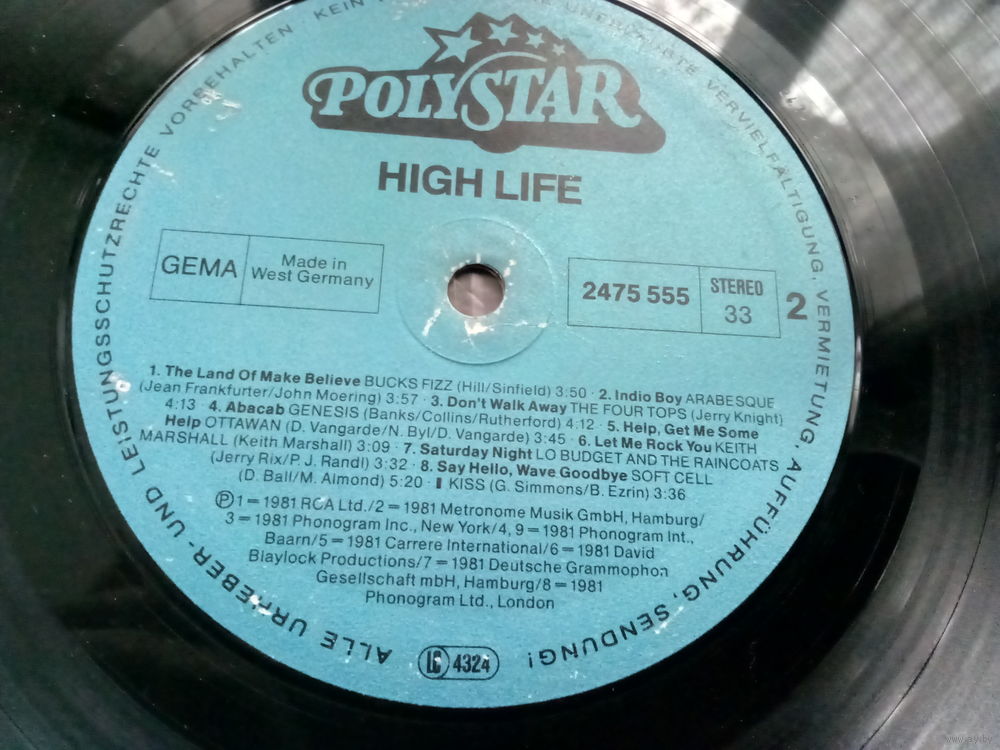 POLYSTAR
HIGH LIFE
GEMA
Made in
West Germany
2475 555
STEREO
33
2
1. The Land Of Make Believe BUCKS FIZZ (Hill/Sinfield) 3:50 · 2. Indio Boy ARABESQUE
(Jean Frankfurter/John Moering) 3:57 · 3. Don't Walk Away THE FOUR TOPS (Jerry Knight)
4:13 · 4. Abacab GENESIS (Banks/Collins/Rutherford) 4:12 · 5. Help, Get Me Some
Help OTTAWAN (D. Vangarde/N. Byl/D. Vangarde) 3:45 · 6. Let Me Rock You KEITH
MARSHALL (Keith Marshall) 3:09 · 7. Saturday Night LO BUDGET AND THE RAINCOATS
(Jerry Rix/P. J. Randl) 3:32 · 8. Say Hello, Wave Goodbye SOFT CELL
(D. Ball/M. Almond) 5:20 · I KISS (G. Simmons/B. Ezrin) 3:36
Ⓟ 1 = 1981 RCA Ltd./2 = 1981 Metronome Musik GmbH, Hamburg/
3 = 1981 Phonogram Inc., New York/4, 9 = 1981 Phonogram Int.,
Baarn/5 = 1981 Carrere International/6 = 1981 David
Blaylock Productions/7 = 1981 Deutsche Grammophon
Gesellschaft mbH, Hamburg/8 = 1981
Phonogram Ltd., London
LC 4324
ALLE URHEBER- UND LEISTUNGSSCHUTZRECHTE VORBEHALTEN · KEIN VERVIELFÄLTIGUNG, VERMIETUNG, AUFFÜHRUNG, SENDUNG!
www.ay.by